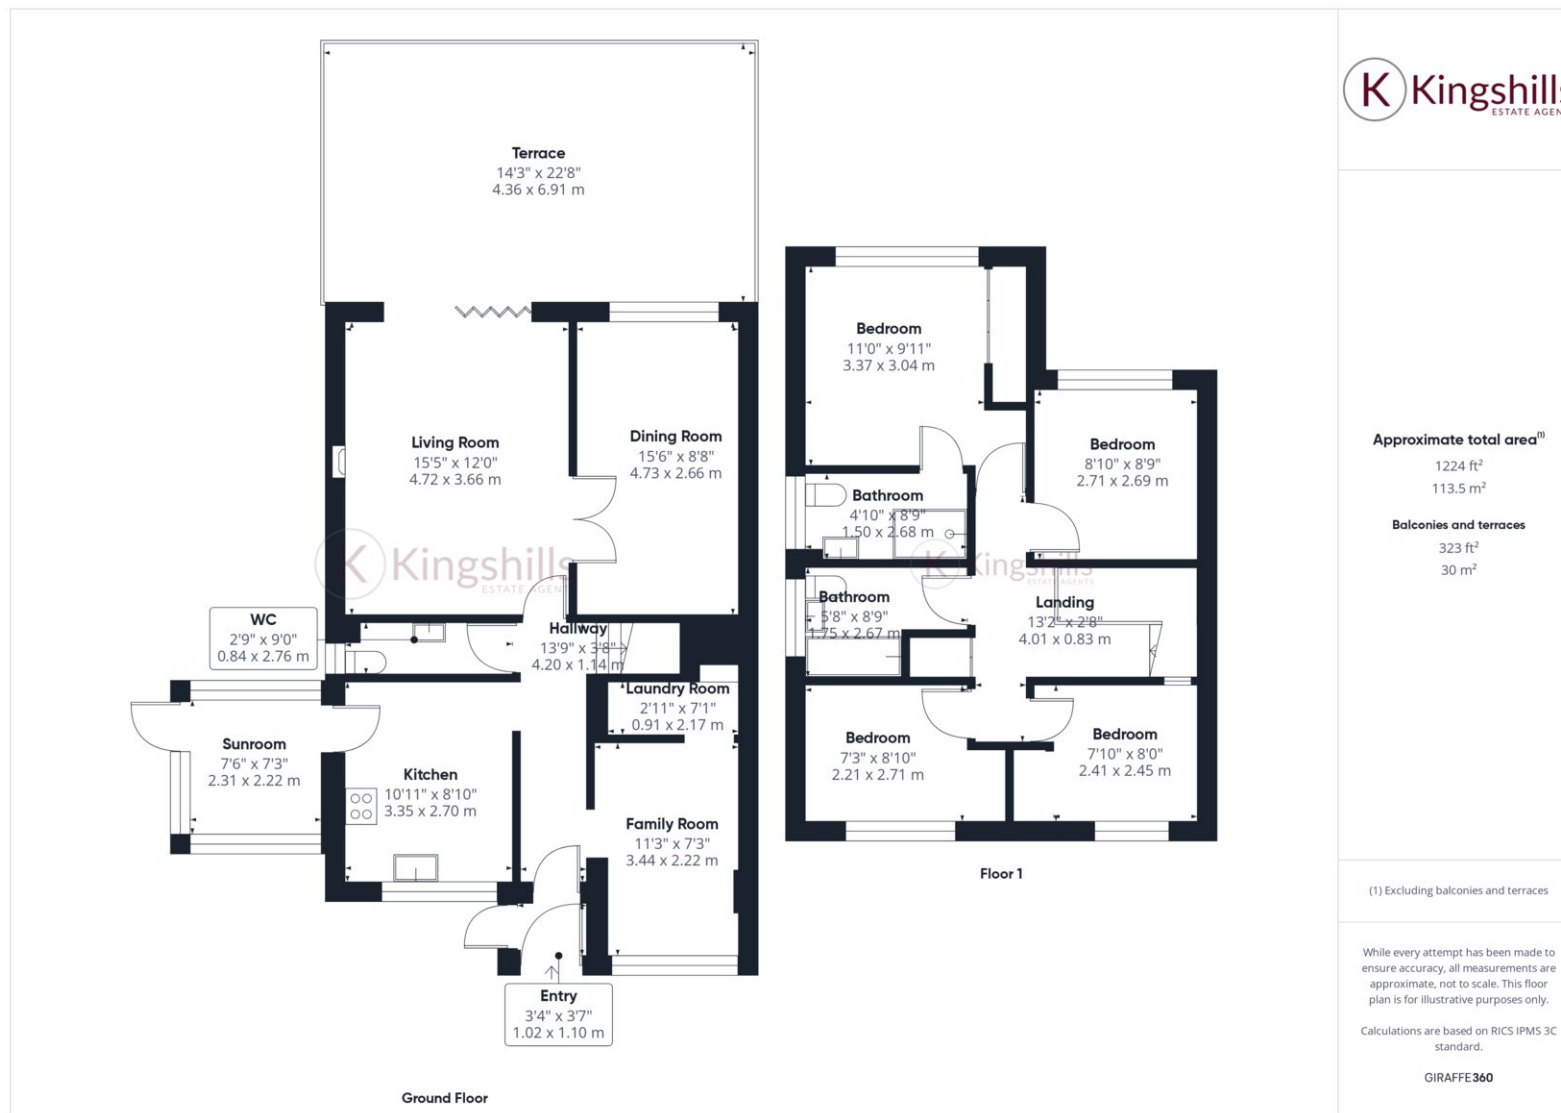 Terrace
14'3" x 22'8"
4.36 x 6.91 m
Living Room
15'5" x 12'0"
4.72 x 3.66 m
Dining Room
15'6" x 8'8"
4.73 x 2.66 m
K Kingshills
ESTATE AGENTS
WC
2'9" x 9'0"
0.84 x 2.76 m
Hallway
13'9" x 3'8"
4.20 x 1.14 m
Laundry Room
2'11" x 7'1"
0.91 x 2.17 m
Sunroom
7'6" x 7'3"
2.31 x 2.22 m
Kitchen
10'11" x 8'10"
3.35 x 2.70 m
Family Room
11'3" x 7'3"
3.44 x 2.22 m
Entry
3'4" x 3'7"
1.02 x 1.10 m
Ground Floor
Bedroom
11'0" x 9'11"
3.37 x 3.04 m
Bedroom
8'10" x 8'9"
2.71 x 2.69 m
Bathroom
4'10" x 8'9"
1.50 x 2.68 m
K Kingshills
ESTATE AGENTS
Bathroom
5'8" x 8'9"
1.75 x 2.67 m
Landing
13'2" x 2'8"
4.01 x 0.83 m
Bedroom
7'3" x 8'10"
2.21 x 2.71 m
Bedroom
7'10" x 8'0"
2.41 x 2.45 m
Floor 1
K Kingshills
ESTATE AGEN
Approximate total area(1)
1224 ft²
113.5 m²
Balconies and terraces
323 ft²
30 m²
(1) Excluding balconies and terraces
While every attempt has been made to
ensure accuracy, all measurements are
approximate, not to scale. This floor
plan is for illustrative purposes only.
Calculations are based on RICS IPMS 3C
standard.
GIRAFFE360